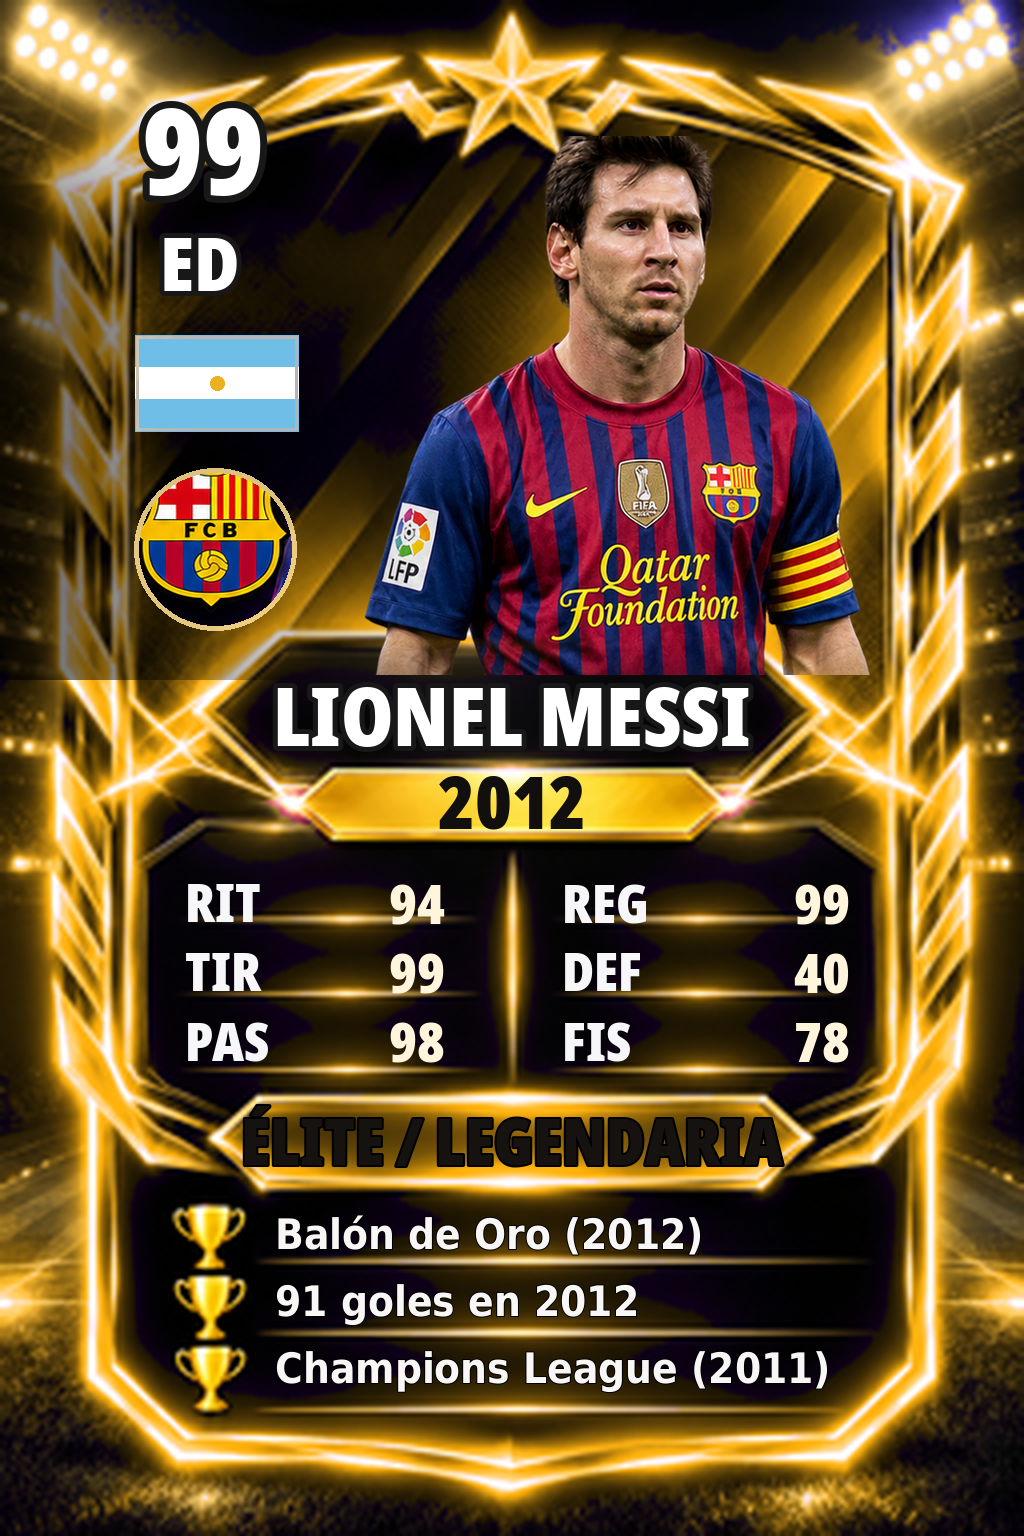 99
ED
FCB
FIFA
FCB
LFP
Qatar
Foundation
LIONEL MESSI
2012
RIT 94
REG 99
TIR 99
DEF 40
PAS 98
FIS 78
ÉLITE / LEGENDARIA
Balón de Oro (2012)
91 goles en 2012
Champions League (2011)